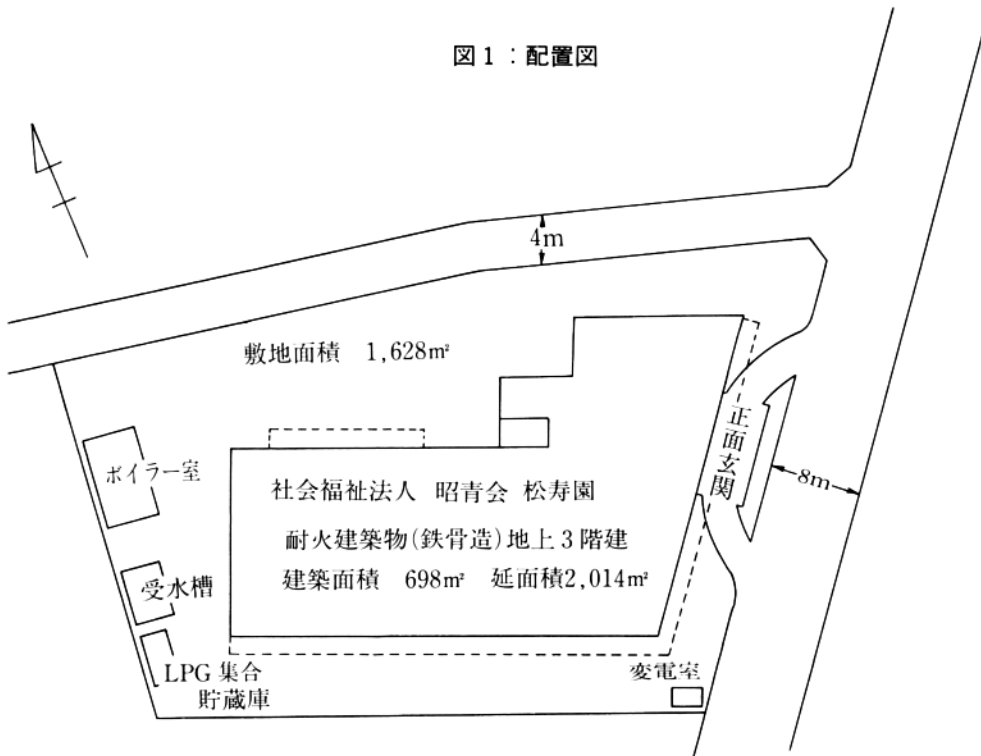 図1：配置図
4m
敷地面積 1,628㎡
正面玄関
8m
ボイラー室
社会福祉法人 昭青会 松寿園
耐火建築物(鉄骨造)地上3階建
建築面積 698㎡ 延面積2,014㎡
受水槽
LPG集合
貯蔵庫
変電室